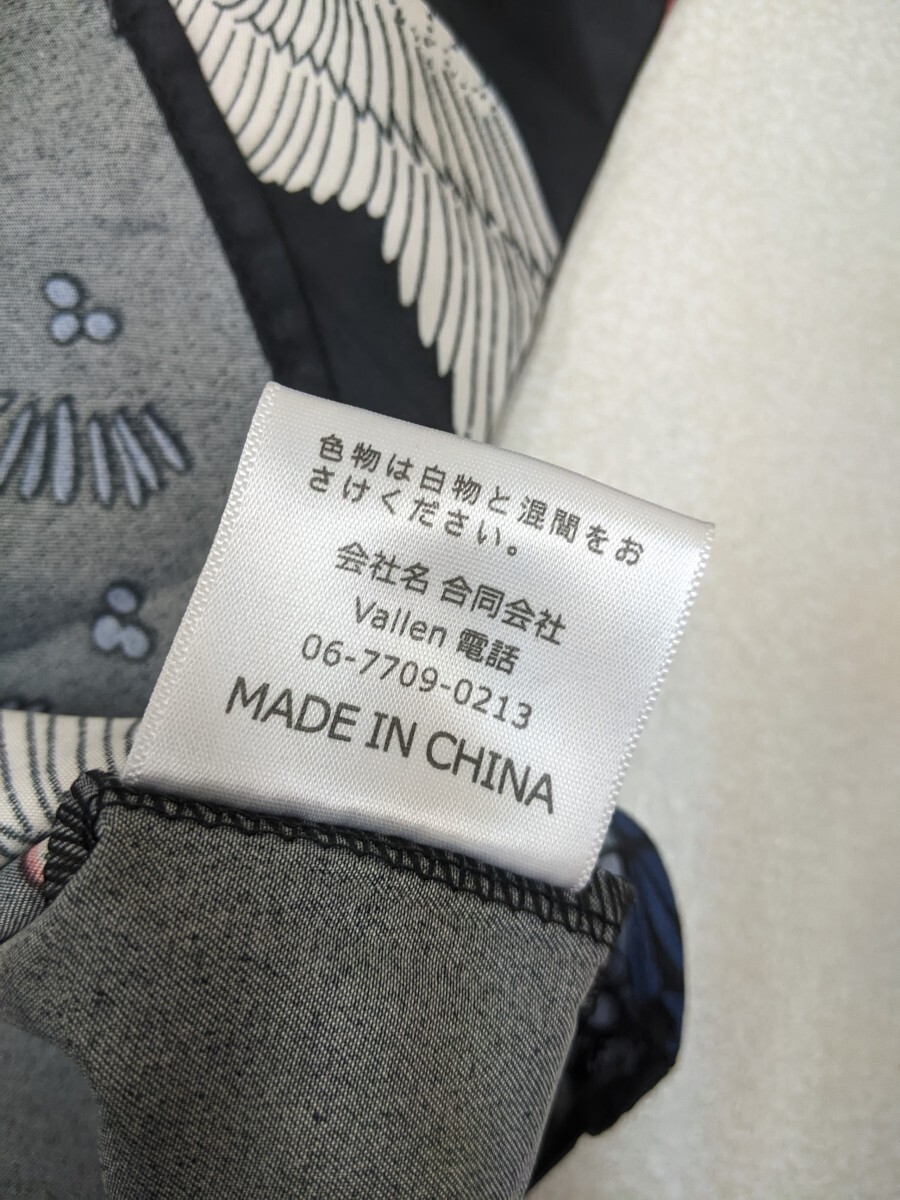 色物は白物と混間をお
さけください。
会社名 合同会社
Vallen 電話
06-7709-0213
MADE IN CHINA